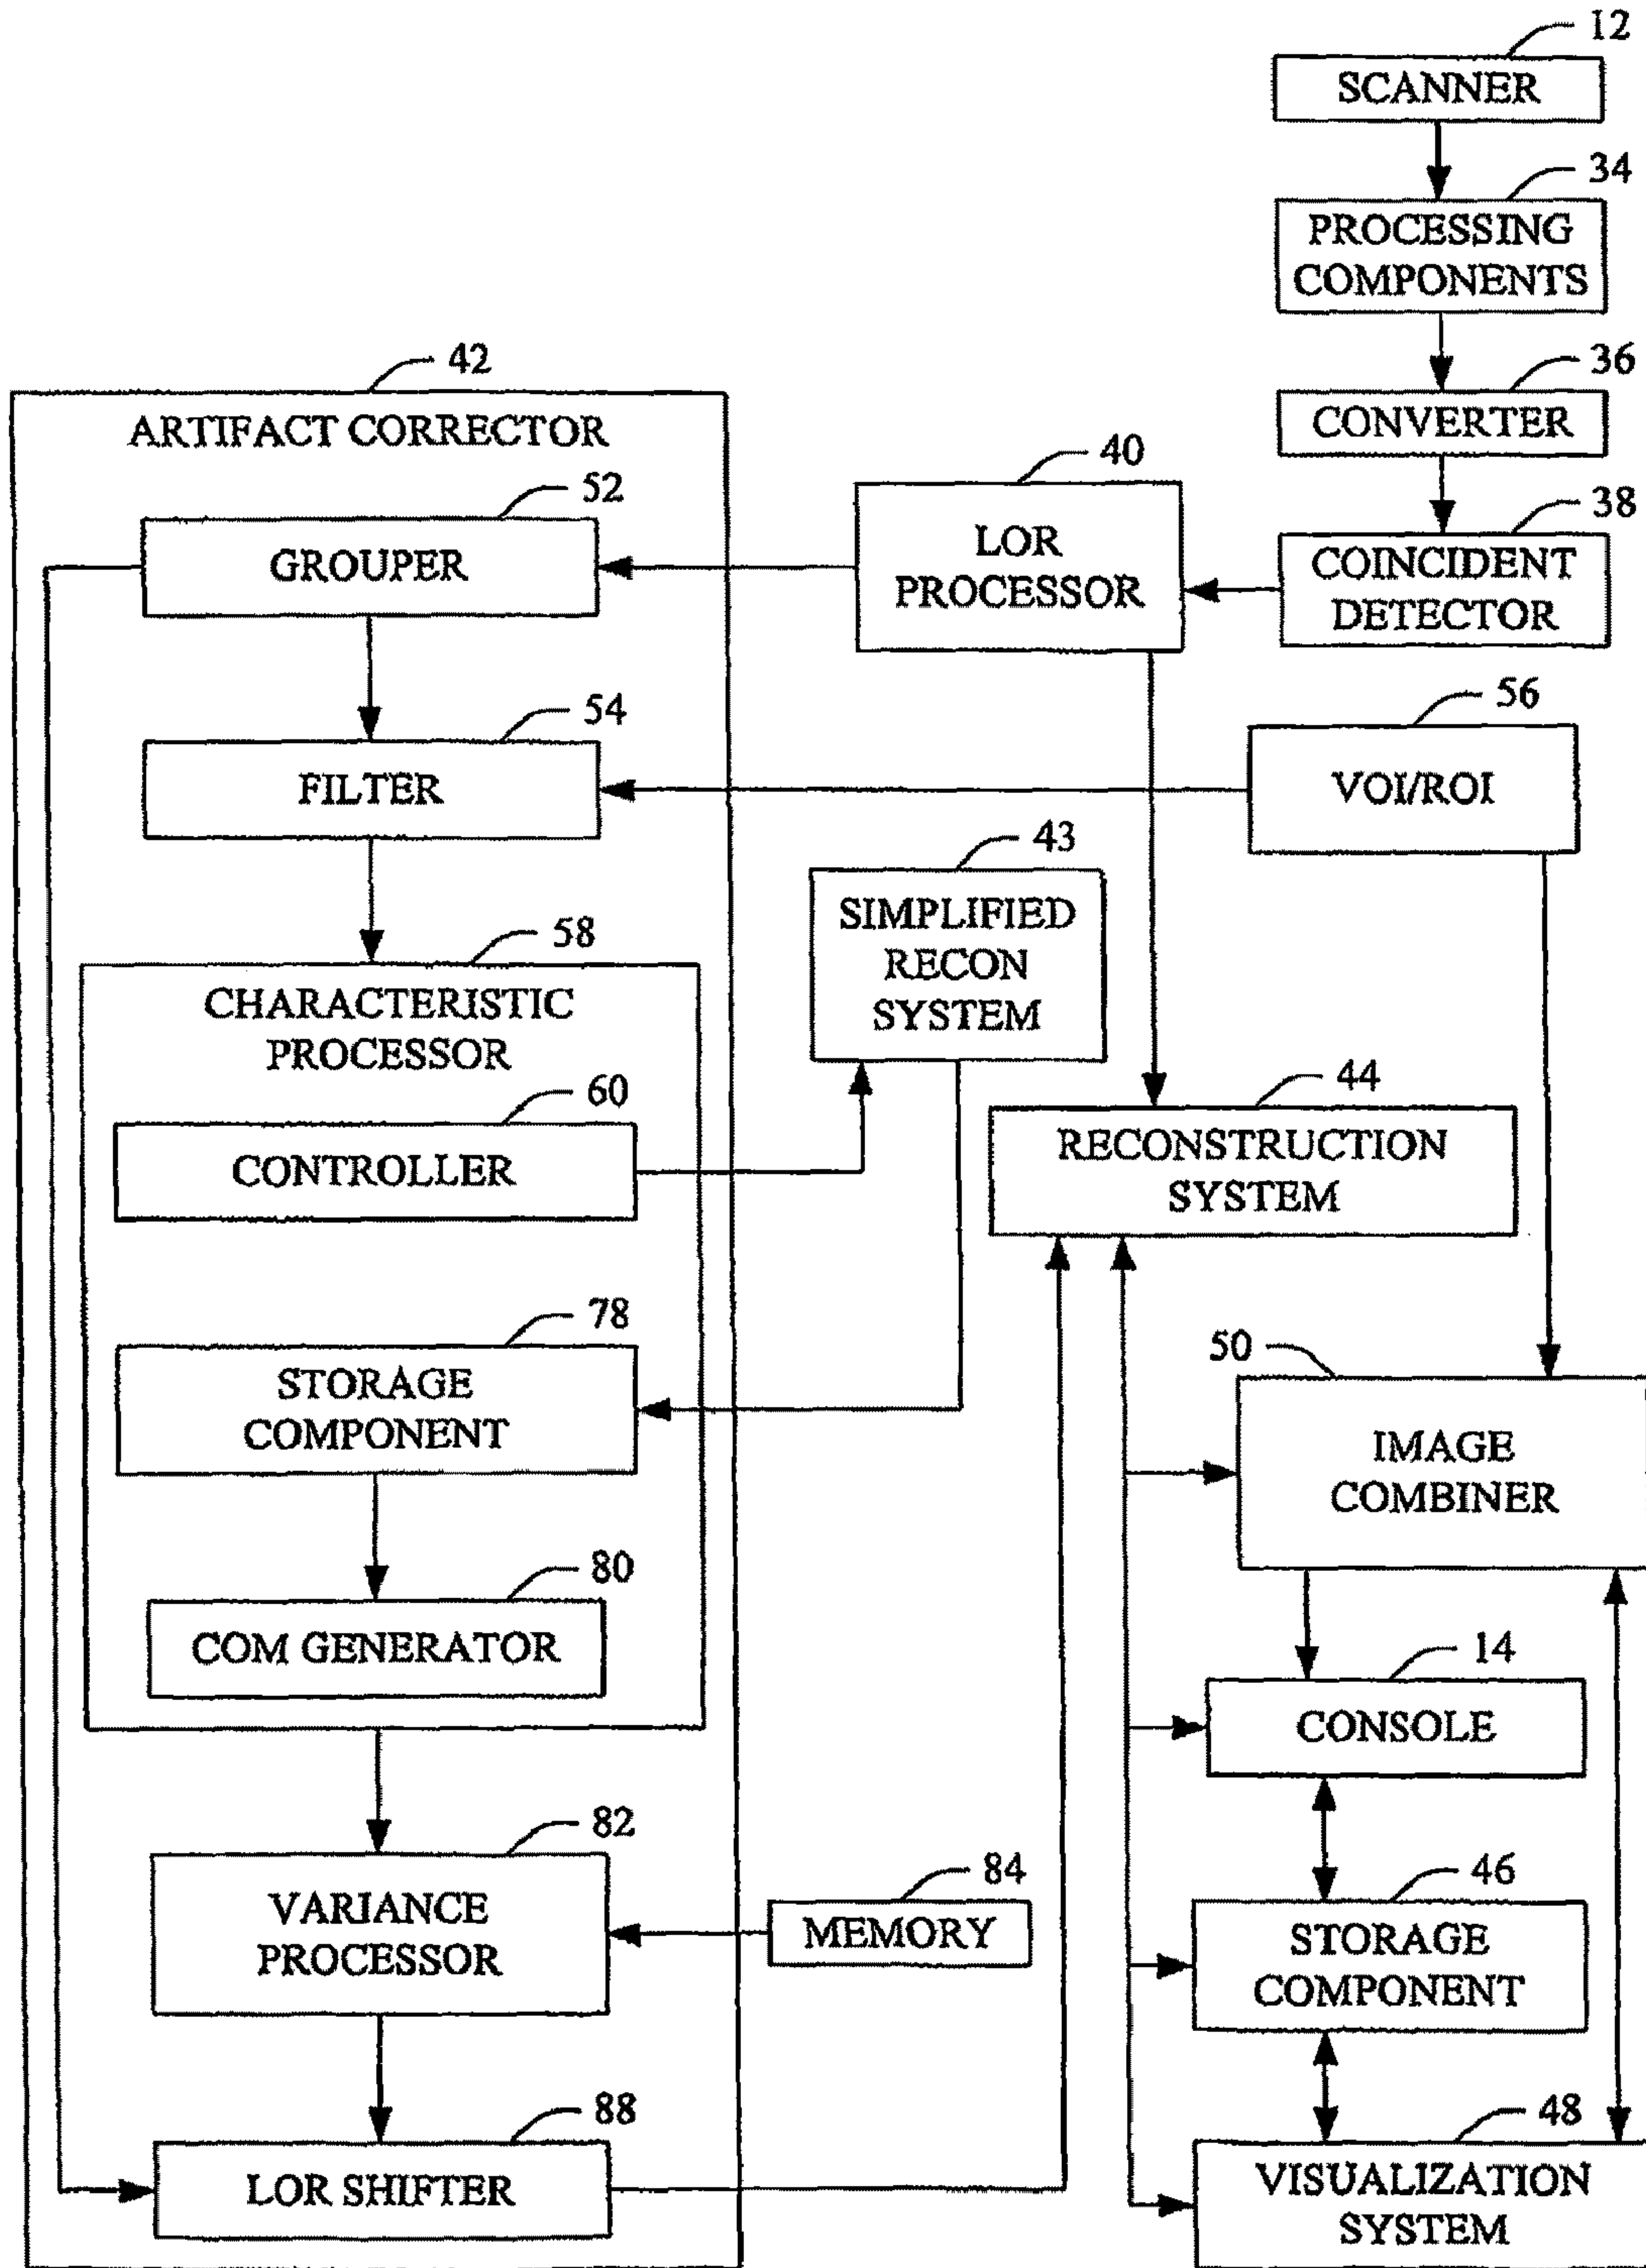 12
SCANNER
34
PROCESSING
COMPONENTS
36
CONVERTER
38
COINCIDENT
DETECTOR
40
LOR
PROCESSOR
42
ARTIFACT CORRECTOR
52
GROUPER
54
FILTER
56
VOI/ROI
43
SIMPLIFIED
RECON
SYSTEM
58
CHARACTERISTIC
PROCESSOR
60
CONTROLLER
44
RECONSTRUCTION
SYSTEM
78
STORAGE
COMPONENT
50
IMAGE
COMBINER
80
COM GENERATOR
14
CONSOLE
82
VARIANCE
PROCESSOR
84
MEMORY
46
STORAGE
COMPONENT
88
LOR SHIFTER
48
VISUALIZATION
SYSTEM